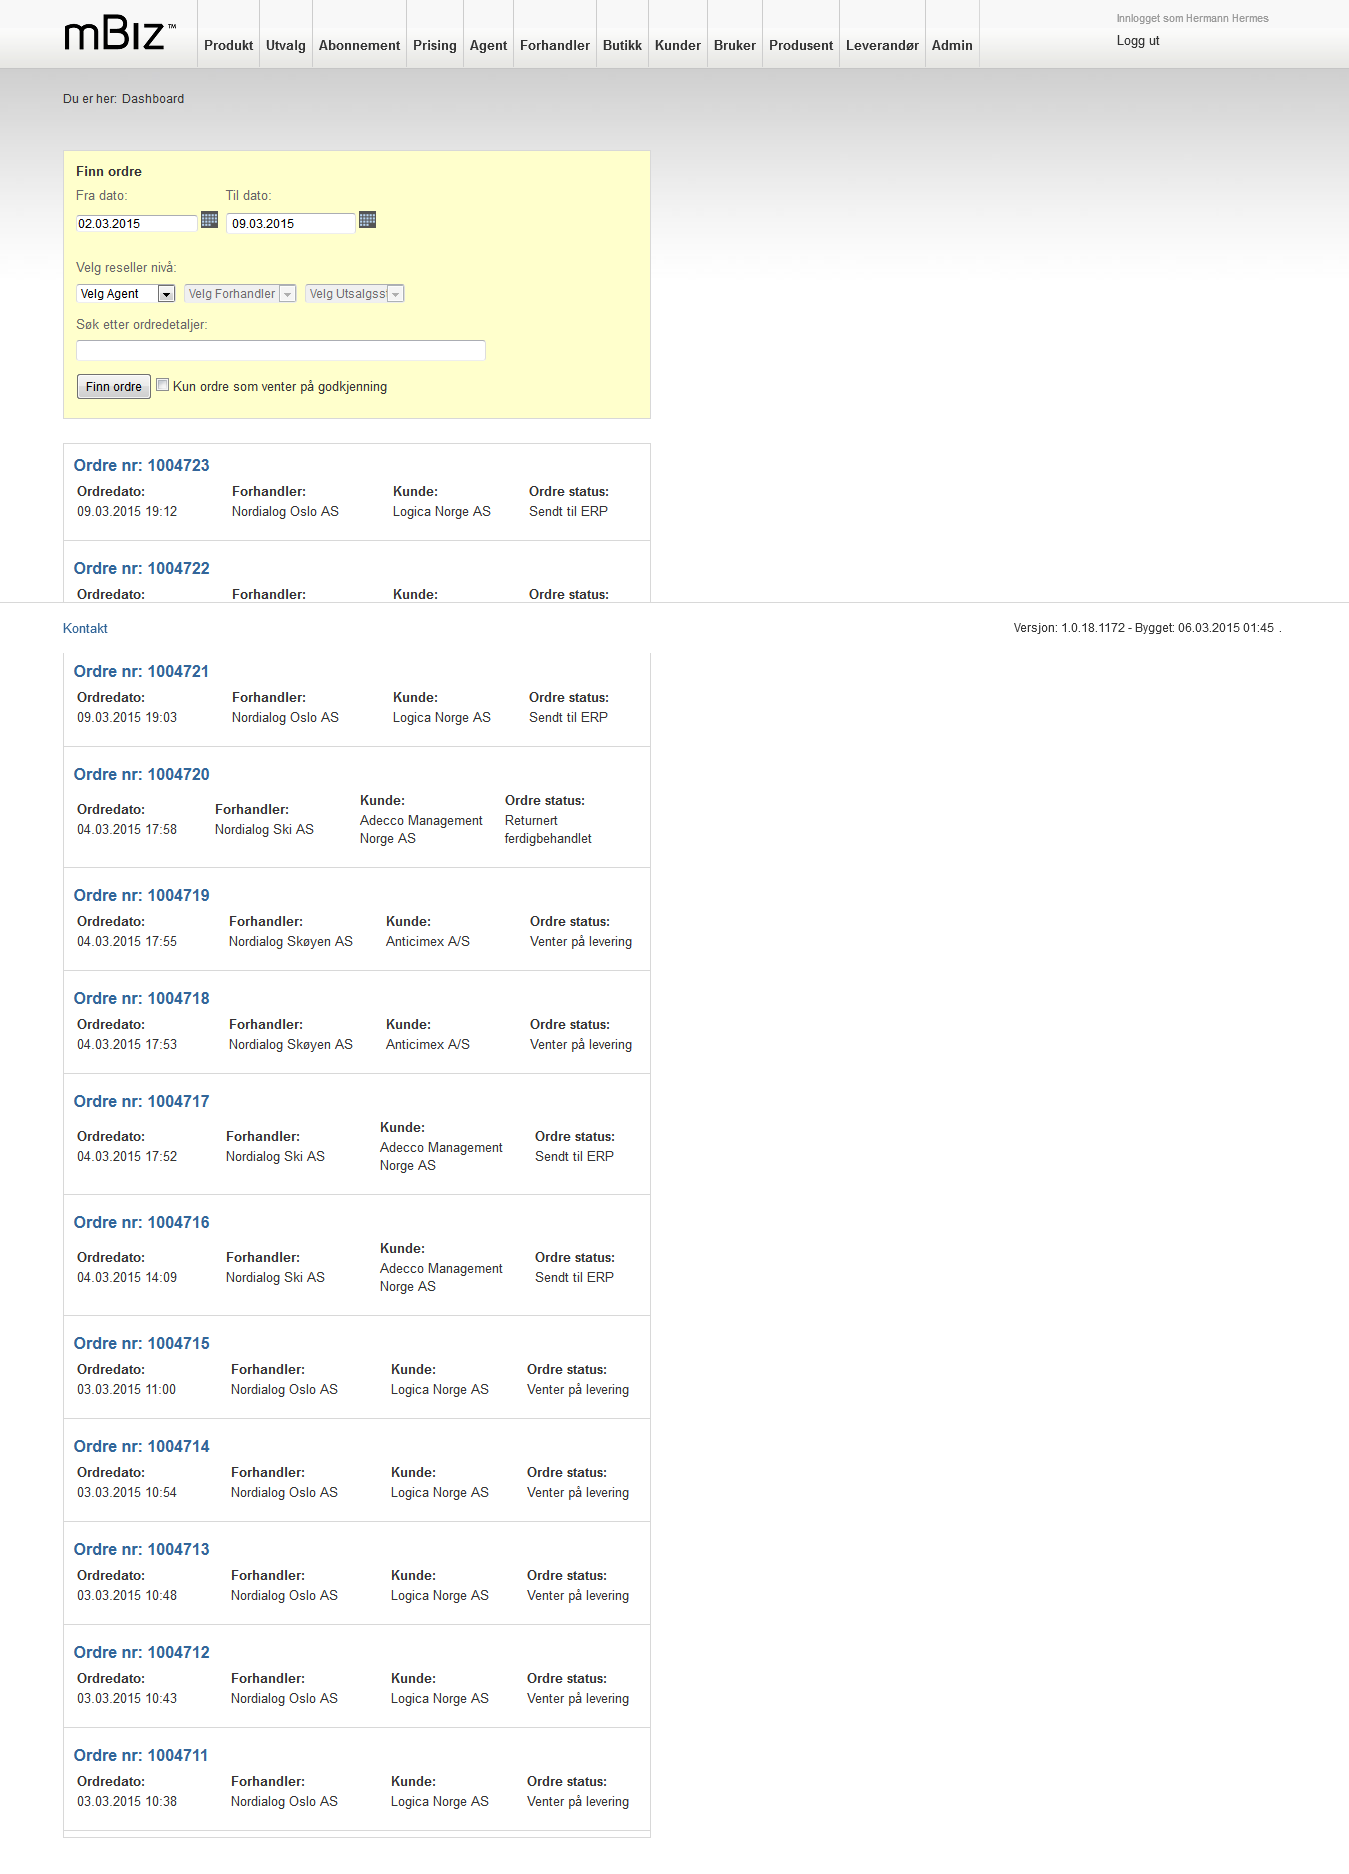 mBiz™
Produkt Utvalg Abonnement Prising Agent Forhandler Butikk Kunder Bruker Produsent Leverandør Admin
Innlogget som Hermann Hermes
Logg ut
Du er her: Dashboard
Finn ordre
Fra dato: Til dato:
02.03.2015 09.03.2015
Velg reseller nivå:
Velg Agent Velg Forhandler Velg Utsalgss
Søk etter ordredetaljer:
Finn ordre Kun ordre som venter på godkjenning
Ordre nr: 1004723
Ordredato: Forhandler: Kunde: Ordre status:
09.03.2015 19:12 Nordialog Oslo AS Logica Norge AS Sendt til ERP
Ordre nr: 1004722
Ordredato: Forhandler: Kunde: Ordre status:
Kontakt Versjon: 1.0.18.1172 - Bygget: 06.03.2015 01:45 .
Ordre nr: 1004721
Ordredato: Forhandler: Kunde: Ordre status:
09.03.2015 19:03 Nordialog Oslo AS Logica Norge AS Sendt til ERP
Ordre nr: 1004720
Ordredato: Forhandler: Kunde: Ordre status:
04.03.2015 17:58 Nordialog Ski AS Adecco Management Returnert
Norge AS ferdigbehandlet
Ordre nr: 1004719
Ordredato: Forhandler: Kunde: Ordre status:
04.03.2015 17:55 Nordialog Skøyen AS Anticimex A/S Venter på levering
Ordre nr: 1004718
Ordredato: Forhandler: Kunde: Ordre status:
04.03.2015 17:53 Nordialog Skøyen AS Anticimex A/S Venter på levering
Ordre nr: 1004717
Ordredato: Forhandler: Kunde: Ordre status:
04.03.2015 17:52 Nordialog Ski AS Adecco Management Sendt til ERP
Norge AS
Ordre nr: 1004716
Ordredato: Forhandler: Kunde: Ordre status:
04.03.2015 14:09 Nordialog Ski AS Adecco Management Sendt til ERP
Norge AS
Ordre nr: 1004715
Ordredato: Forhandler: Kunde: Ordre status:
03.03.2015 11:00 Nordialog Oslo AS Logica Norge AS Venter på levering
Ordre nr: 1004714
Ordredato: Forhandler: Kunde: Ordre status:
03.03.2015 10:54 Nordialog Oslo AS Logica Norge AS Venter på levering
Ordre nr: 1004713
Ordredato: Forhandler: Kunde: Ordre status:
03.03.2015 10:48 Nordialog Oslo AS Logica Norge AS Venter på levering
Ordre nr: 1004712
Ordredato: Forhandler: Kunde: Ordre status:
03.03.2015 10:43 Nordialog Oslo AS Logica Norge AS Venter på levering
Ordre nr: 1004711
Ordredato: Forhandler: Kunde: Ordre status:
03.03.2015 10:38 Nordialog Oslo AS Logica Norge AS Venter på levering